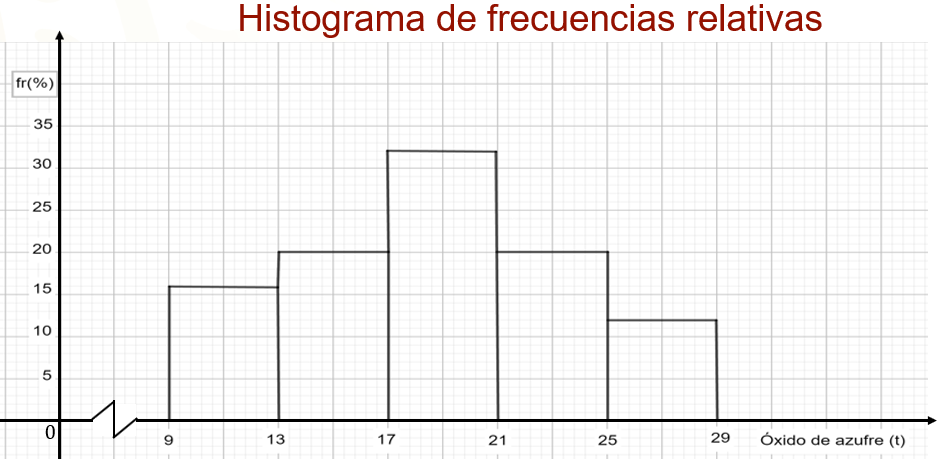 Histograma de frecuencias relativas
fr(%)
35
30
25
20
15
10
5
0
9 13 17 21 25 29 Óxido de azufre (t)